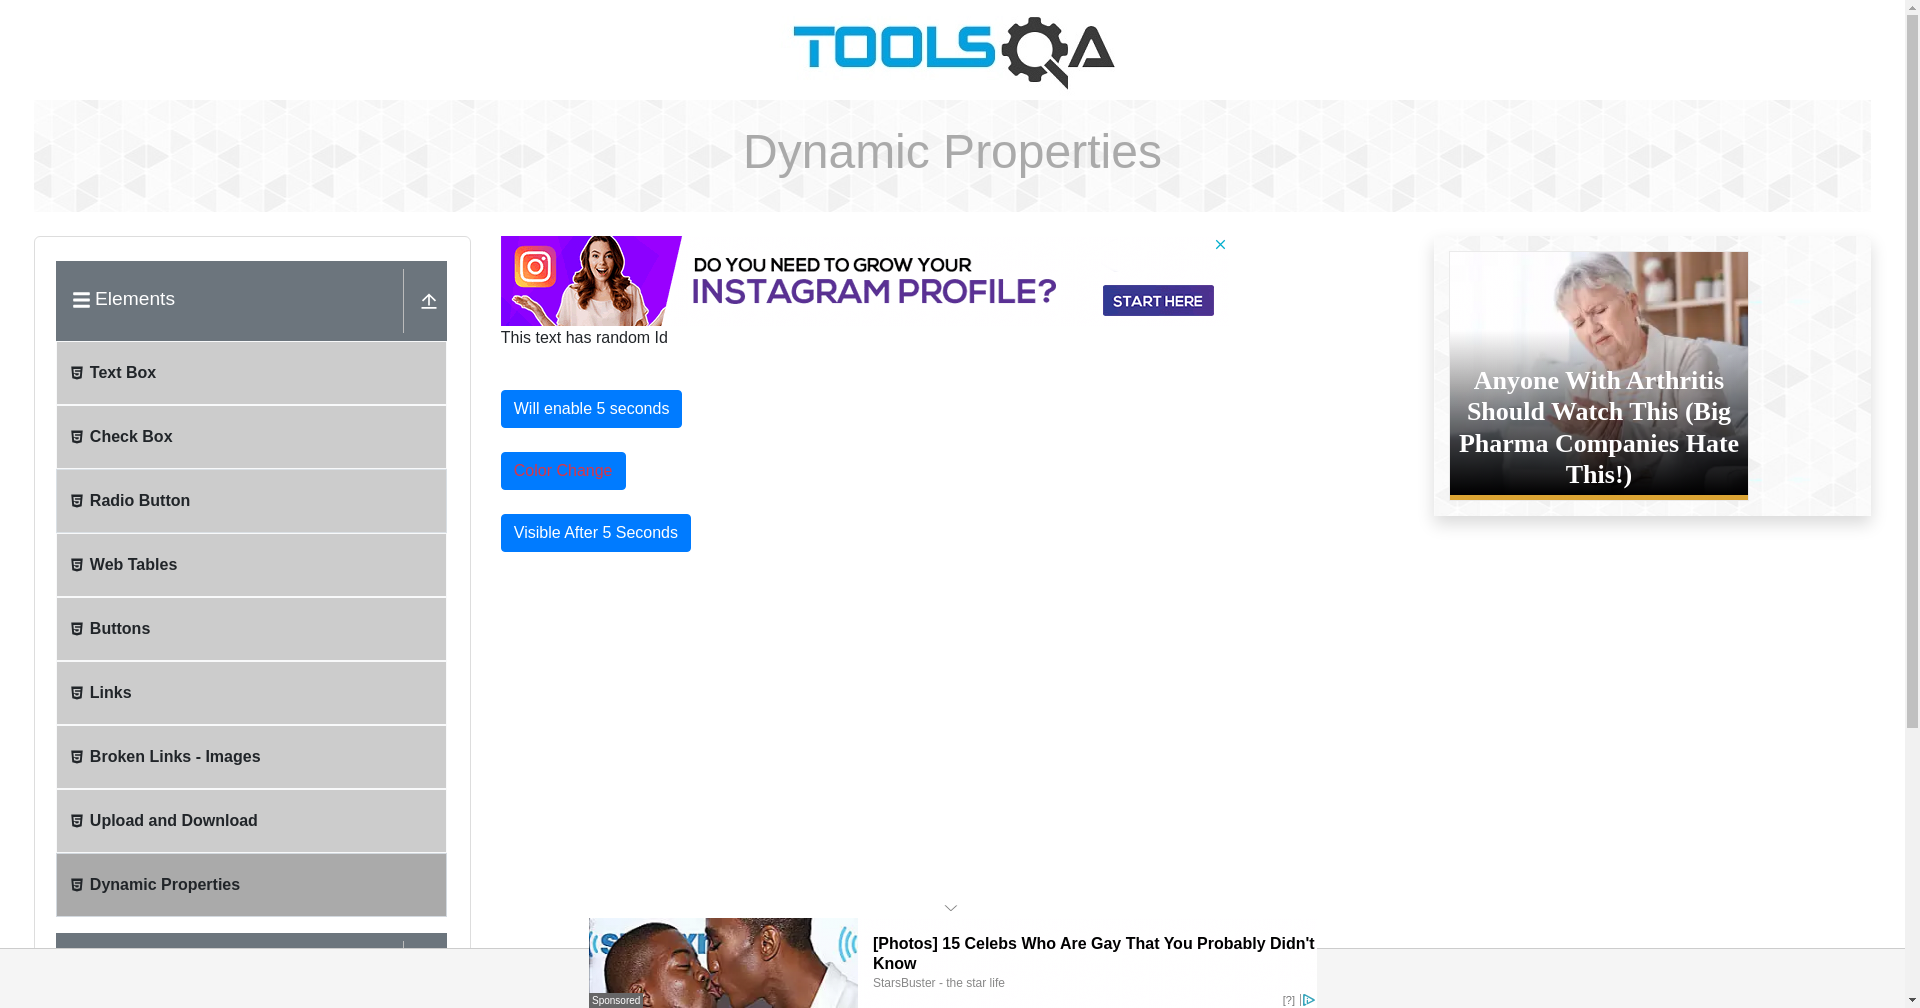 TOOLSQA
Dynamic Properties
Elements
Text Box
Check Box
Radio Button
Web Tables
Buttons
Links
Broken Links - Images
Upload and Download
Dynamic Properties
DO YOU NEED TO GROW YOUR
INSTAGRAM PROFILE?
START HERE
This text has random Id
Will enable 5 seconds
Color Change
Visible After 5 Seconds
Anyone With Arthritis
Should Watch This (Big
Pharma Companies Hate
This!)
[Photos] 15 Celebs Who Are Gay That You Probably Didn't
Know
StarsBuster - the star life
Sponsored
[?]